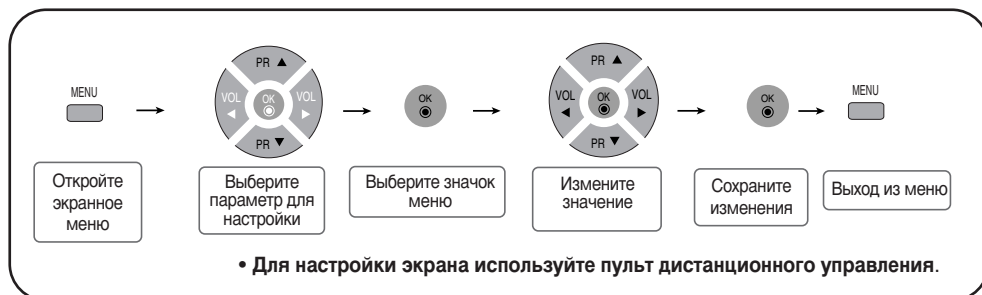 MENU
PR ▲
VOL ◄
OK
VOL ►
PR ▼
OK
PR ▲
VOL ◄
OK
VOL ►
PR ▼
OK
MENU
Откройте
экранное
меню
Выберите
параметр для
настройки
Выберите значок
меню
Измените
значение
Сохраните
изменения
Выход из меню
• Для настройки экрана используйте пульт дистанционного управления.